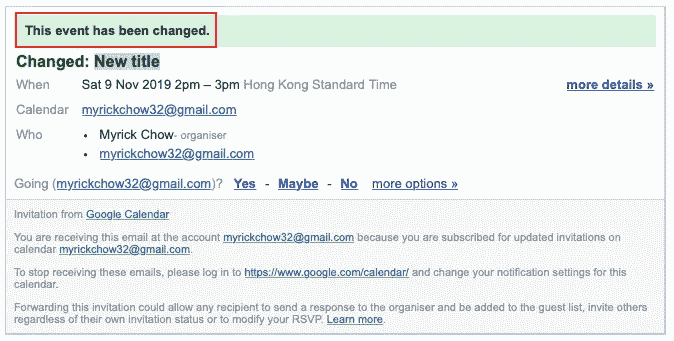 This event has been changed.
Changed: New title
When Sat 9 Nov 2019 2pm – 3pm Hong Kong Standard Time more details »
Calendar myrickchow32@gmail.com
Who • Myrick Chow- organiser
• myrickchow32@gmail.com
Going (myrickchow32@gmail.com)? Yes - Maybe - No more options »
Invitation from Google Calendar
You are receiving this email at the account myrickchow32@gmail.com because you are subscribed for updated invitations on
calendar myrickchow32@gmail.com.
To stop receiving these emails, please log in to https://www.google.com/calendar/ and change your notification settings for this
calendar.
Forwarding this invitation could allow any recipient to send a response to the organiser and be added to the guest list, invite others
regardless of their own invitation status or to modify your RSVP. Learn more.